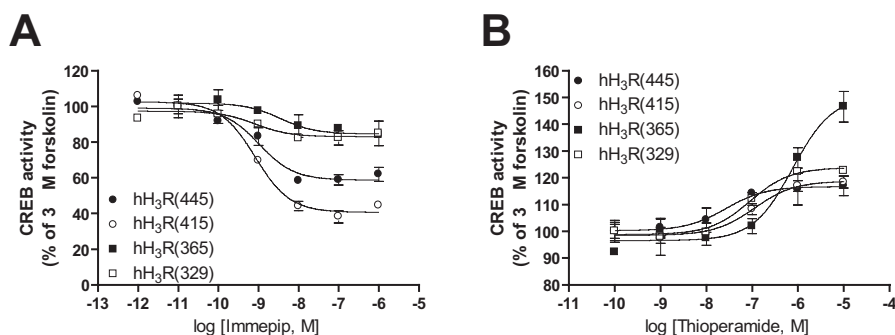 A
CREB activity
(% of 3 M forskolin)
120
100
80
60
40
20
0
hH3R(445)
hH3R(415)
hH3R(365)
hH3R(329)
-13 -12 -11 -10 -9 -8 -7 -6 -5
log [Immepip, M]
B
CREB activity
(% of 3 M forskolin)
160
150
140
130
120
110
100
90
80
hH3R(445)
hH3R(415)
hH3R(365)
hH3R(329)
-11 -10 -9 -8 -7 -6 -5 -4
log [Thioperamide, M]